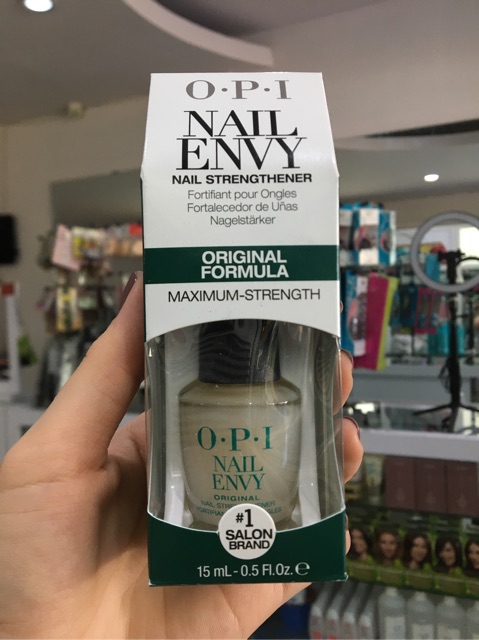 O·P·I
NAIL
ENVY
NAIL STRENGTHENER
Fortifiant pour Ongles
Fortalecedor de Uñas
Nagelstärker
ORIGINAL
FORMULA
MAXIMUM-STRENGTH
O·P·I
NAIL
ENVY
ORIGINAL
#1
SALON
BRAND
15 mL - 0.5 Fl.Oz. ℮